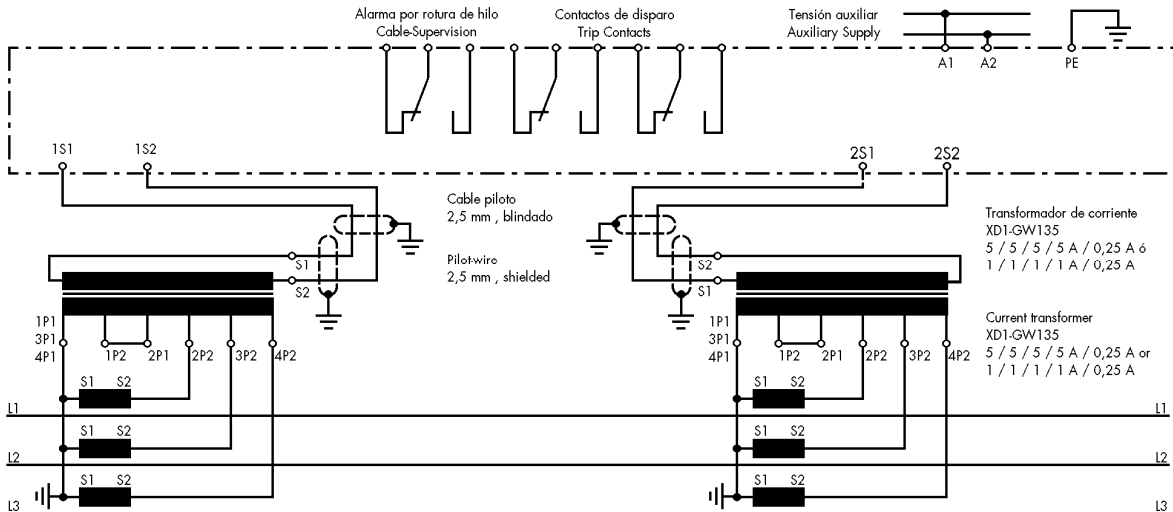 Alarma por rotura de hilo
Cable-Supervision
Contactos de disparo
Trip Contacts
Tensión auxiliar
Auxiliary Supply
A1
A2
PE
1S1
1S2
2S1
2S2
Cable piloto
2,5 mm , blindado
Pilot-wire
2,5 mm , shielded
Transformador de corriente
XD1-GW135
5 / 5 / 5 / 5 A / 0,25 A ó
1 / 1 / 1 / 1 A / 0,25 A
Current transformer
XD1-GW135
5 / 5 / 5 / 5 A / 0,25 A or
1 / 1 / 1 / 1 A / 0,25 A
S1
S2
S2
S1
1P1
3P1
4P1
1P2
2P1
2P2
3P2
4P2
1P1
3P1
4P1
1P2
2P1
2P2
3P2
4P2
S1 S2
S1 S2
L1
L1
S1 S2
S1 S2
L2
L2
S1 S2
S1 S2
L3
L3